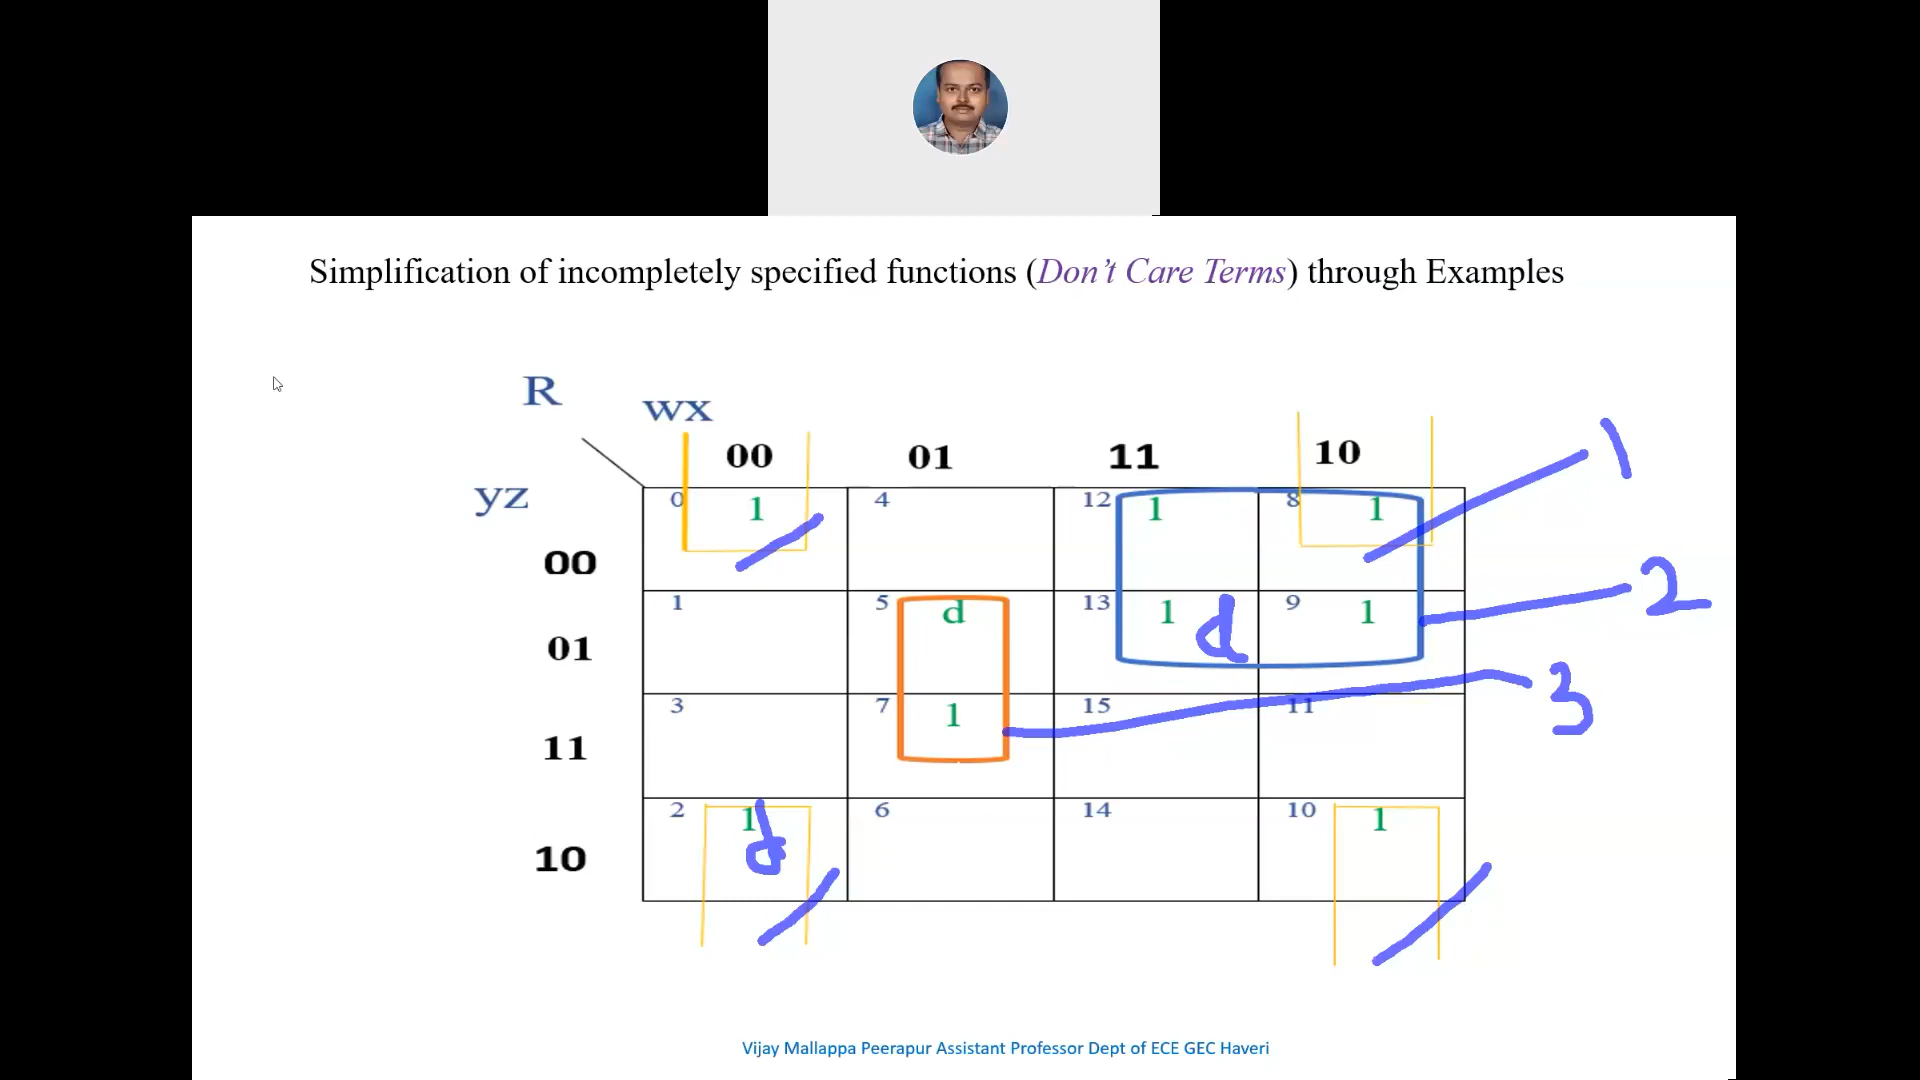 Simplification of incompletely specified functions (Don't Care Terms) through Examples
R
wx
00 01 11 10
yz
0 1 4 12 1 8 1
00
1 5 d 13 1 d 9 1
01
3 7 1 15 11
11
2 1 d 6 14 10 1
10
1
2
3
Vijay Mallappa Peerapur Assistant Professor Dept of ECE GEC Haveri